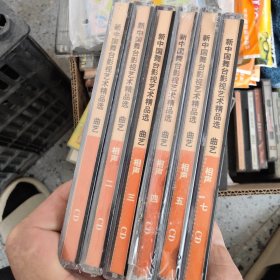 新中国舞台影视艺术精品选 曲艺 CD
新中国舞台影视艺术精品选 曲艺 相声 二 CD
新中国舞台影视艺术精品选 曲艺 相声 三 CD
新中国舞台影视艺术精品选 曲艺 相声 四 CD
新中国舞台影视艺术精品选 曲艺 相声 五 CD
新中国舞台影视艺术精品选 曲艺 相声 十七 CD